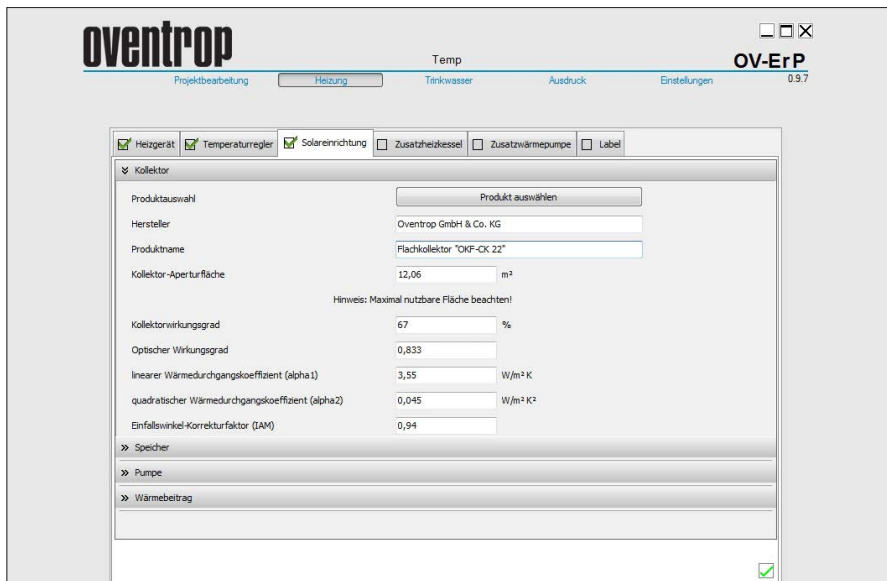 oventrop
Temp
OV-ErP
Projektbearbeitung Heizung Trinkwasser Ausdruck Einstellungen 0.9.7
Heizgerät Temperaturregler Solareinrichtung Zusatzheizkessel Zusatzwärmepumpe Label
Kollektor
Produktauswahl Produkt auswählen
Hersteller Oventrop GmbH & Co. KG
Produktname Flachkollektor "OKF-CK 22"
Kollektor-Aperturfläche 12,06 m²
Hinweis: Maximal nutzbare Fläche beachten!
Kollektorwirkungsgrad 67 %
Optischer Wirkungsgrad 0,833
linearer Wärmedurchgangskoeffizient (alpha1) 3,55 W/m²K
quadratischer Wärmedurchgangskoeffizient (alpha2) 0,045 W/m²K²
Einfallswinkel-Korrekturfaktor (IAM) 0,94
Speicher
Pumpe
Wärmebeitrag